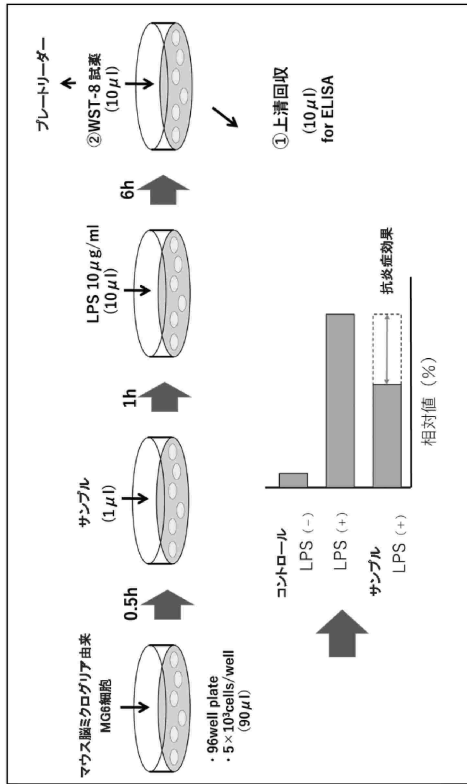 マウス脳ミクログリア由来
MG6細胞
・96well plate
・5×10³cells/well
(90μl)
0.5h
サンプル
(1μl)
1h
LPS 10μg/ml
(10μl)
6h
プレートリーダー
②WST-8 試薬
(10μl)
①上清回収
(10μl)
for ELISA
コントロール
LPS (-)
LPS (+)
サンプル
LPS (+)
相対値 (%)
抗炎症効果